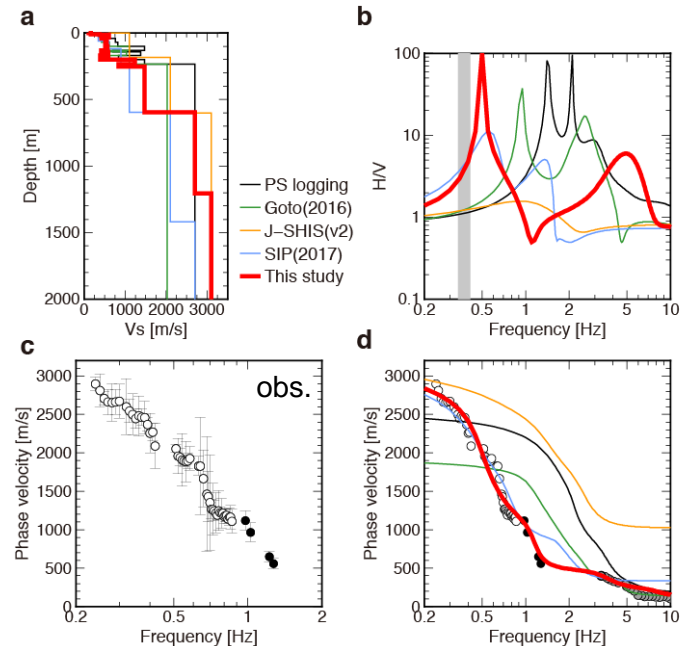 a
0
500
1000
1500
2000
Depth [m]
0 1000 2000 3000
Vs [m/s]
PS logging
Goto(2016)
J−SHIS(v2)
SIP(2017)
This study
b
100
10
1
0.1
H/V
0.2 0.5 1 2 5 10
Frequency [Hz]
c
obs.
3000
2500
2000
1500
1000
500
0
Phase velocity [m/s]
0.2 0.5 1 2
Frequency [Hz]
d
3000
2500
2000
1500
1000
500
0
Phase velocity [m/s]
0.2 0.5 1 2 5 10
Frequency [Hz]